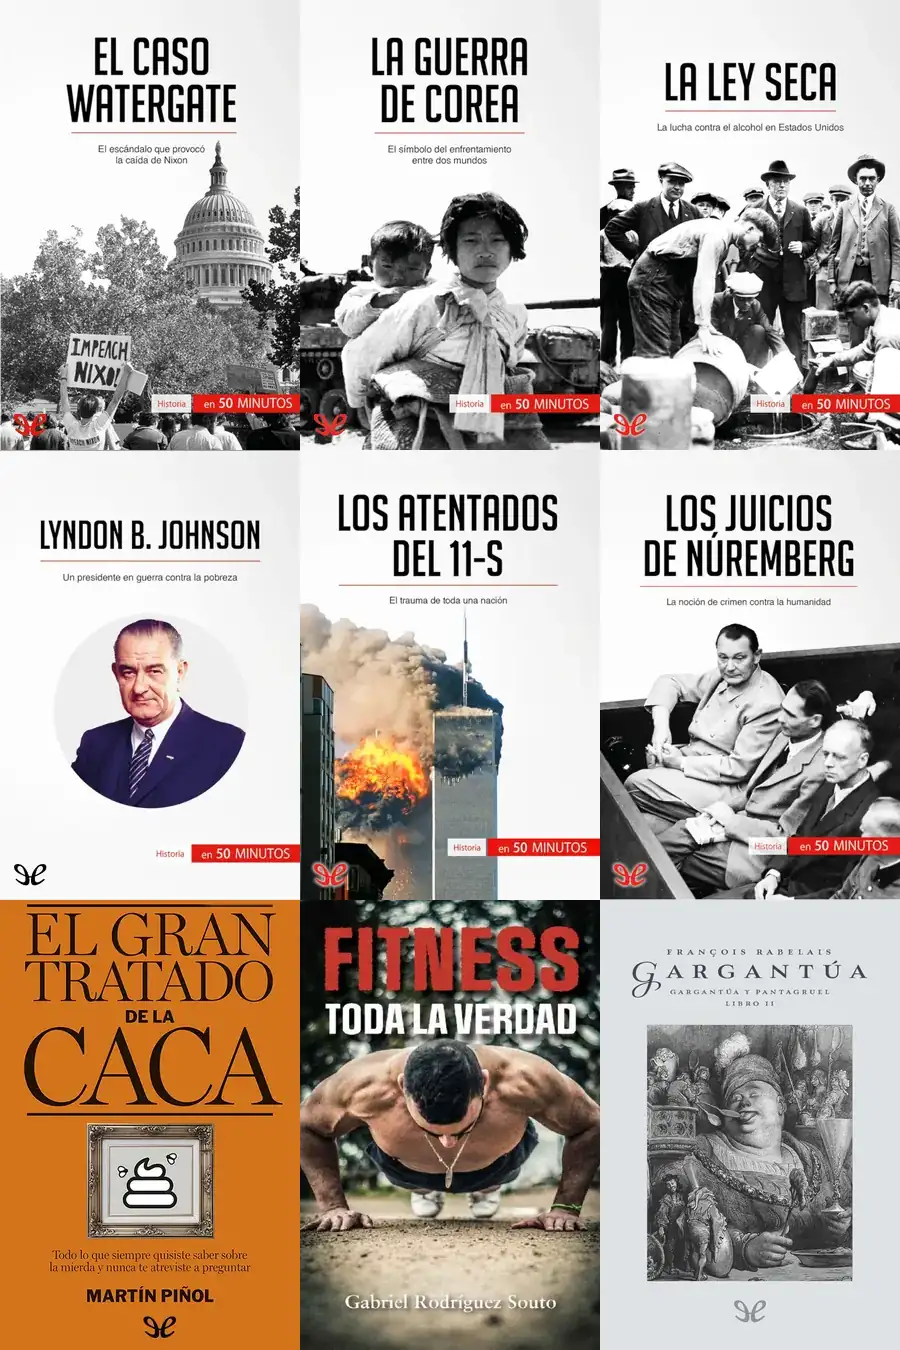 EL CASO
WATERGATE
El escándalo que provocó
la caída de Nixon
IMPEACH
NIXO!
Historia
en 50 MINUTOS
LA GUERRA
DE COREA
El símbolo del enfrentamiento
entre dos mundos
Historia
en 50 MINUTOS
LA LEY SECA
La lucha contra el alcohol en Estados Unidos
Historia
en 50 MINUTOS
LYNDON B. JOHNSON
Un presidente en guerra contra la pobreza
Historia
en 50 MINUTOS
LOS ATENTADOS
DEL 11-S
El trauma de toda una nación
Historia
en 50 MINUTOS
LOS JUICIOS
DE NÚREMBERG
La noción de crimen contra la humanidad
Historia
en 50 MINUTOS
EL GRAN
TRATADO
DE LA
CACA
Todo lo que siempre quisiste saber sobre
la mierda y nunca te atreviste a preguntar
MARTÍN PIÑOL
FITNESS
TODA LA VERDAD
Gabriel Rodríguez Souto
FRANÇOIS RABELAIS
GARGANTÚA
GARGANTÚA Y PANTAGRUEL
LIBRO II